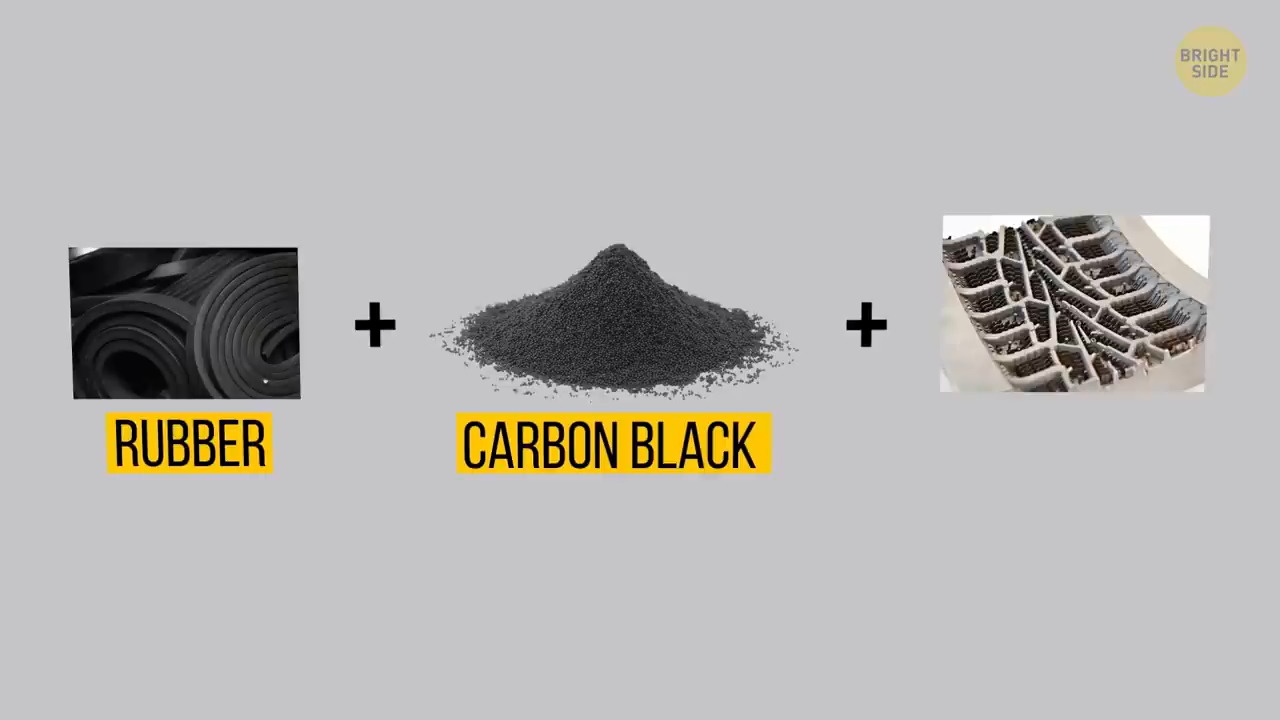 BRIGHT
SIDE
+
+
RUBBER
CARBON BLACK